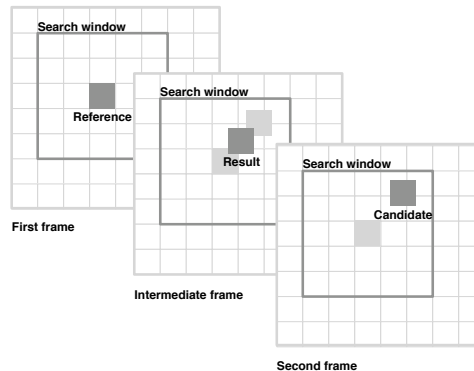 Search window
Reference
First frame
Search window
Result
Intermediate frame
Search window
Candidate
Second frame